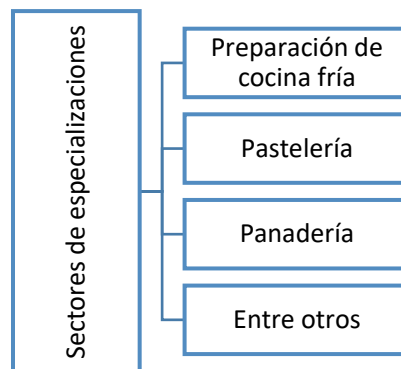 Sectores de especializaciones
Preparación de
cocina fría
Pastelería
Panadería
Entre otros